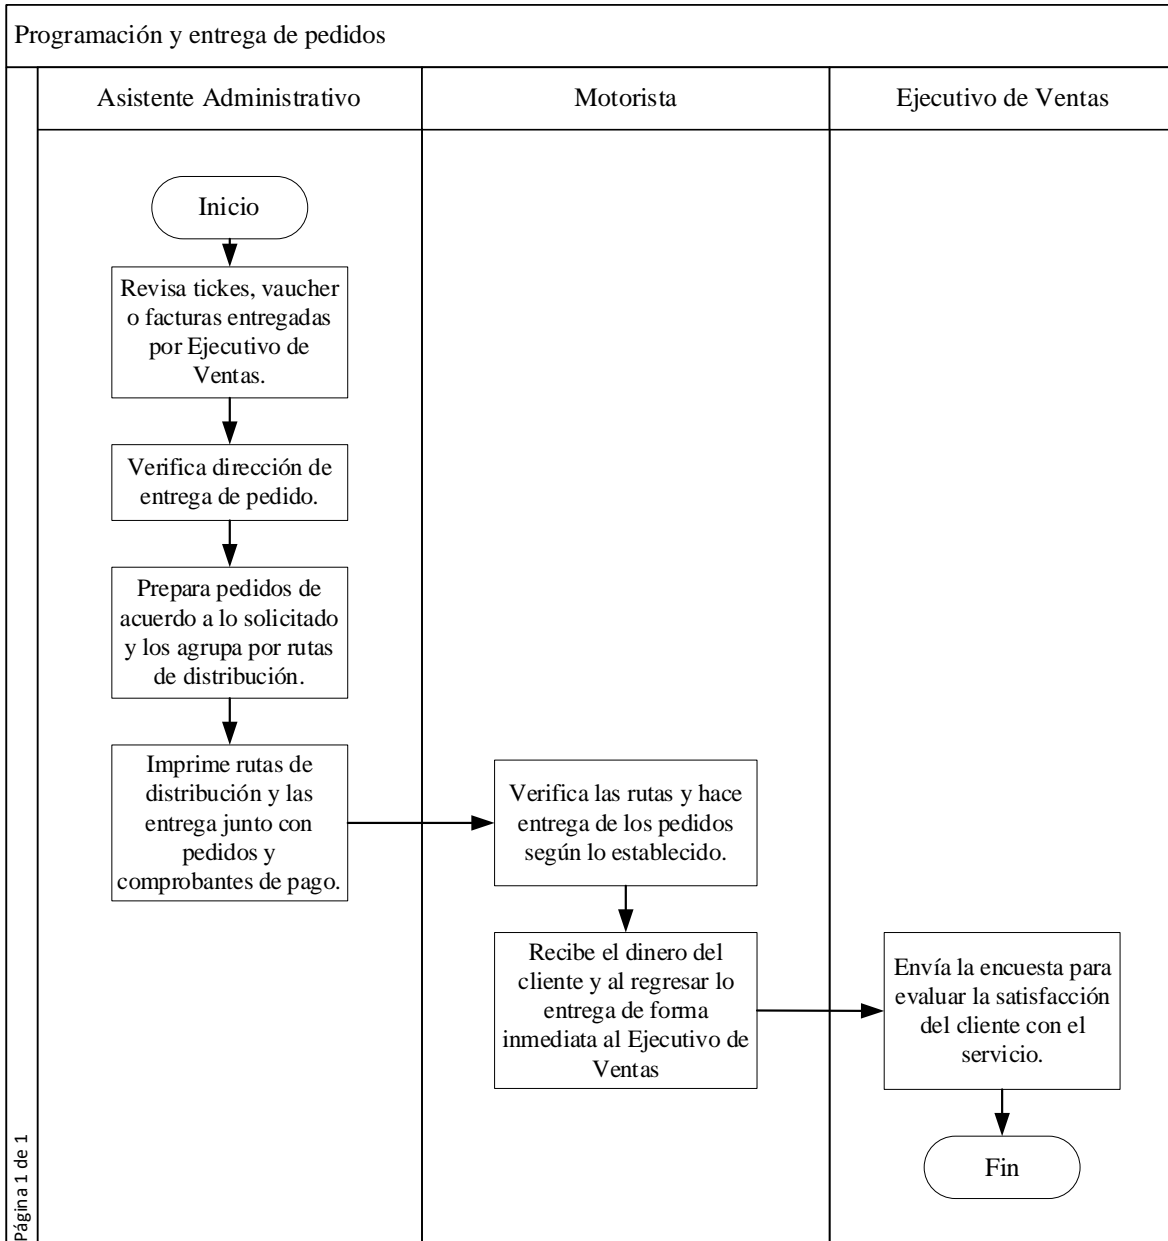 Programación y entrega de pedidos
Asistente Administrativo
Motorista
Ejecutivo de Ventas
Inicio
Revisa tickes, vaucher
o facturas entregadas
por Ejecutivo de
Ventas.
Verifica dirección de
entrega de pedido.
Prepara pedidos de
acuerdo a lo solicitado
y los agrupa por rutas
de distribución.
Imprime rutas de
distribución y las
entrega junto con
pedidos y
comprobantes de pago.
Verifica las rutas y hace
entrega de los pedidos
según lo establecido.
Recibe el dinero del
cliente y al regresar lo
entrega de forma
inmediata al Ejecutivo de
Ventas
Envía la encuesta para
evaluar la satisfacción
del cliente con el
servicio.
Fin
Página 1 de 1